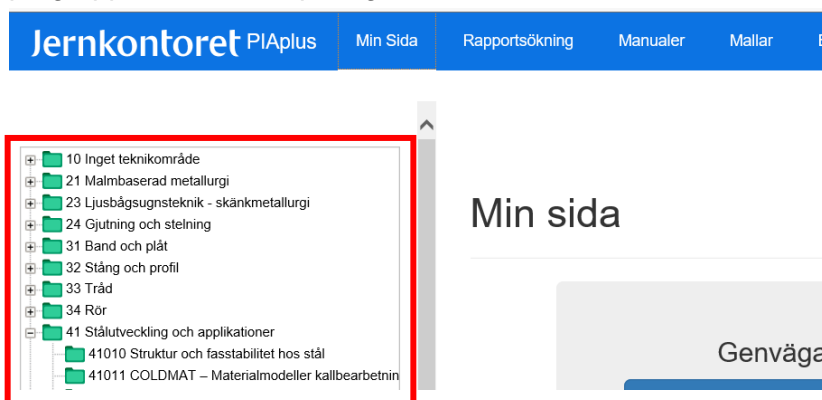 Jernkontoret PIAplus Min Sida Rapportsökning Manualer Mallar
10 Inget teknikområde
21 Malmbaserad metallurgi
23 Ljusbågsugnsteknik - skänkmetallurgi
24 Gjutning och stelning
31 Band och plåt
32 Stång och profil
33 Tråd
34 Rör
41 Stålutveckling och applikationer
41010 Struktur och fasstabilitet hos stål
41011 COLDMAT – Materialmodeller kallbearbetnin
Min sida
Genväga